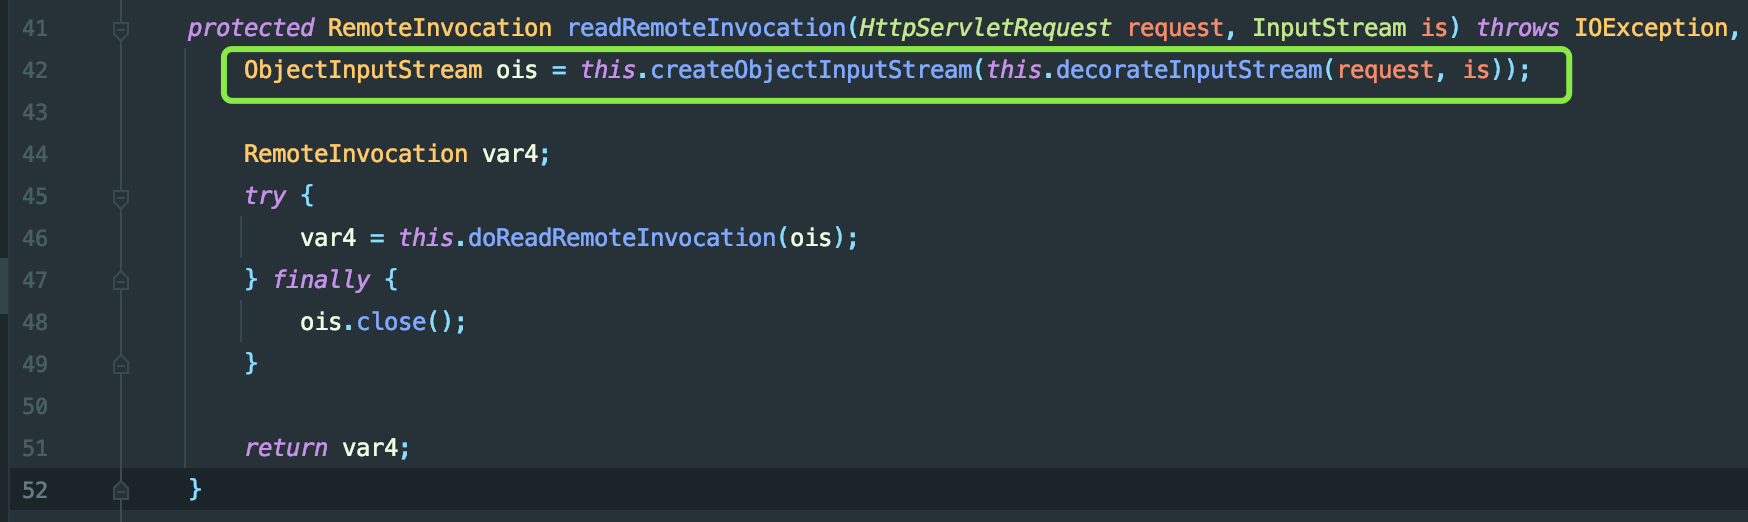 41 protected RemoteInvocation readRemoteInvocation(HttpServletRequest request, InputStream is) throws IOException,
42 ObjectInputStream ois = this.createObjectInputStream(this.decorateInputStream(request, is));
43
44 RemoteInvocation var4;
45 try {
46 var4 = this.doReadRemoteInvocation(ois);
47 } finally {
48 ois.close();
49 }
50
51 return var4;
52 }